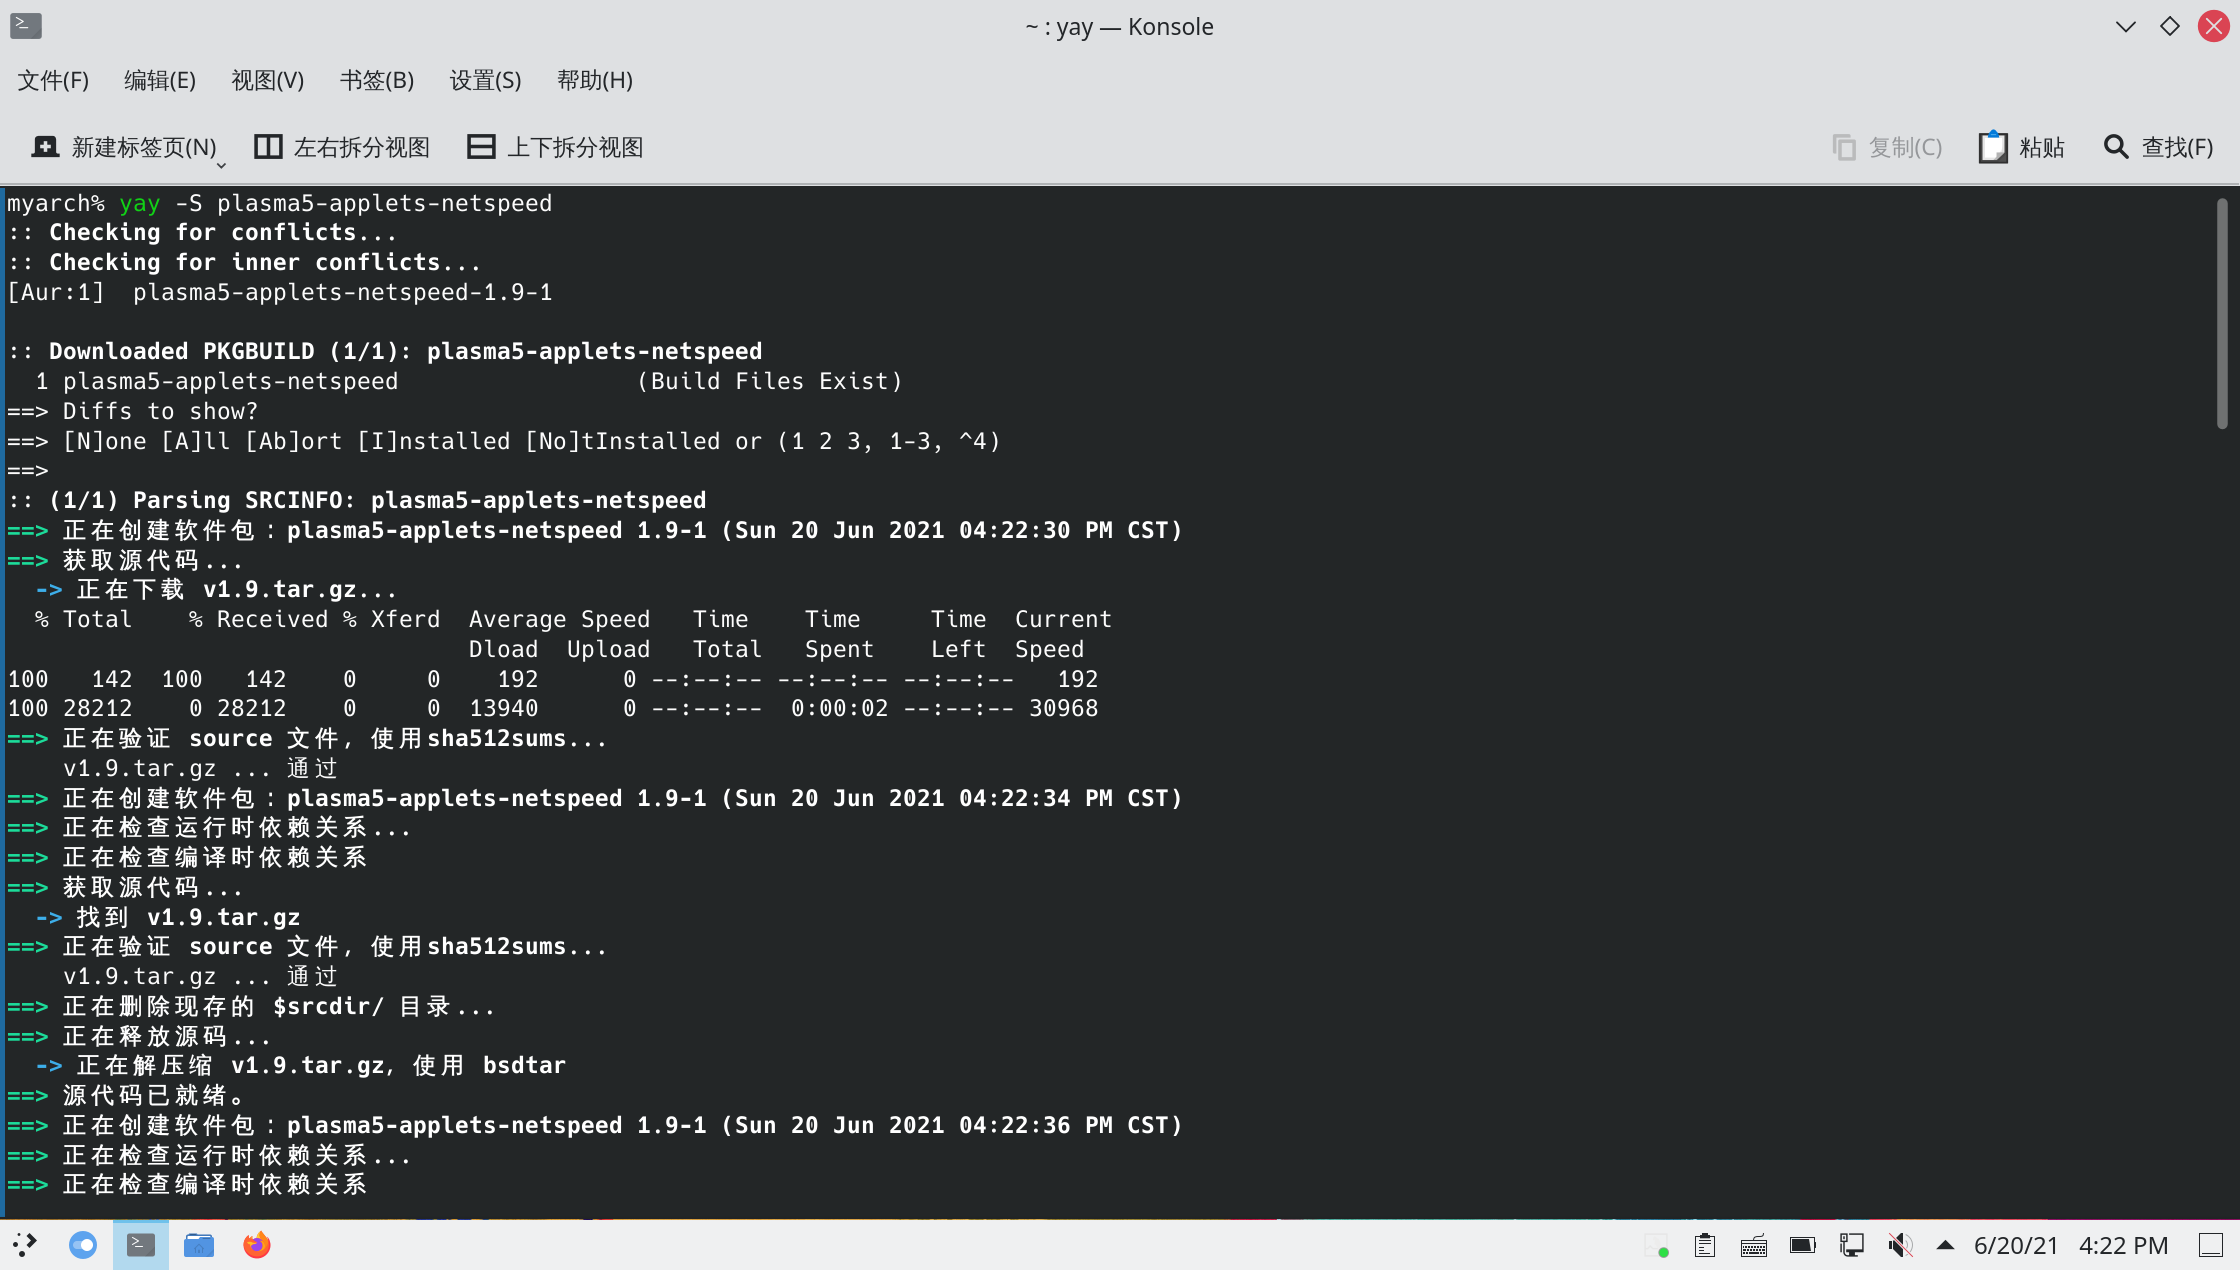 ~ : yay — Konsole
文件(F) 编辑(E) 视图(V) 书签(B) 设置(S) 帮助(H)
新建标签页(N) 左右拆分视图 上下拆分视图 复制(C) 粘贴 查找(F)
myarch% yay -S plasma5-applets-netspeed
:: Checking for conflicts...
:: Checking for inner conflicts...
[Aur:1]  plasma5-applets-netspeed-1.9-1
:: Downloaded PKGBUILD (1/1): plasma5-applets-netspeed
  1 plasma5-applets-netspeed                 (Build Files Exist)
==> Diffs to show?
==> [N]one [A]ll [Ab]ort [I]nstalled [No]tInstalled or (1 2 3, 1-3, ^4)
==>
:: (1/1) Parsing SRCINFO: plasma5-applets-netspeed
==> 正在创建软件包：plasma5-applets-netspeed 1.9-1 (Sun 20 Jun 2021 04:22:30 PM CST)
==> 获取源代码...
  -> 正在下载 v1.9.tar.gz...
  % Total    % Received % Xferd  Average Speed   Time    Time     Time  Current
                                 Dload  Upload   Total   Spent    Left  Speed
100   142  100   142    0     0    192      0 --:--:-- --:--:-- --:--:--   192
100 28212    0 28212    0     0  13940      0 --:--:--  0:00:02 --:--:-- 30968
==> 正在验证 source 文件，使用sha512sums...
    v1.9.tar.gz ... 通过
==> 正在创建软件包：plasma5-applets-netspeed 1.9-1 (Sun 20 Jun 2021 04:22:34 PM CST)
==> 正在检查运行时依赖关系...
==> 正在检查编译时依赖关系
==> 获取源代码...
  -> 找到 v1.9.tar.gz
==> 正在验证 source 文件，使用sha512sums...
    v1.9.tar.gz ... 通过
==> 正在删除现存的 $srcdir/ 目录...
==> 正在释放源码...
  -> 正在解压缩 v1.9.tar.gz，使用 bsdtar
==> 源代码已就绪。
==> 正在创建软件包：plasma5-applets-netspeed 1.9-1 (Sun 20 Jun 2021 04:22:36 PM CST)
==> 正在检查运行时依赖关系...
==> 正在检查编译时依赖关系
6/20/21 4:22 PM